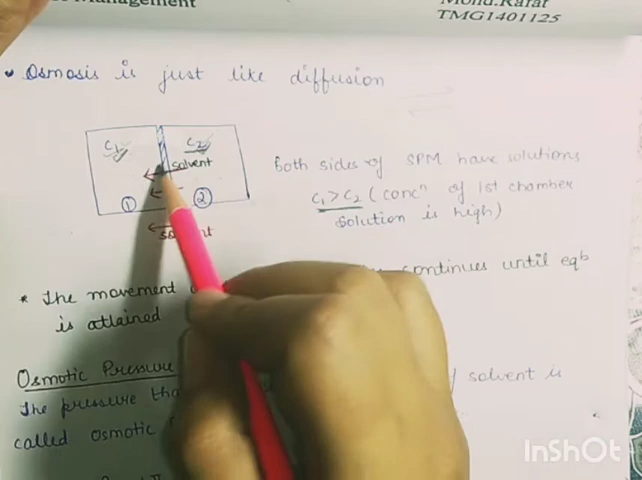 Management
Mohd.Rafat
TMG1401125
Osmosis is just like diffusion
C1
C2
solvent
1
2
Both sides of SPM have solutions
C1 > C2 (concn of 1st chamber
solution is high)
* The movement
continues until eqb
is attained
Osmotic Pressure
of solvent is
The pressure
called osmotic
InShOt